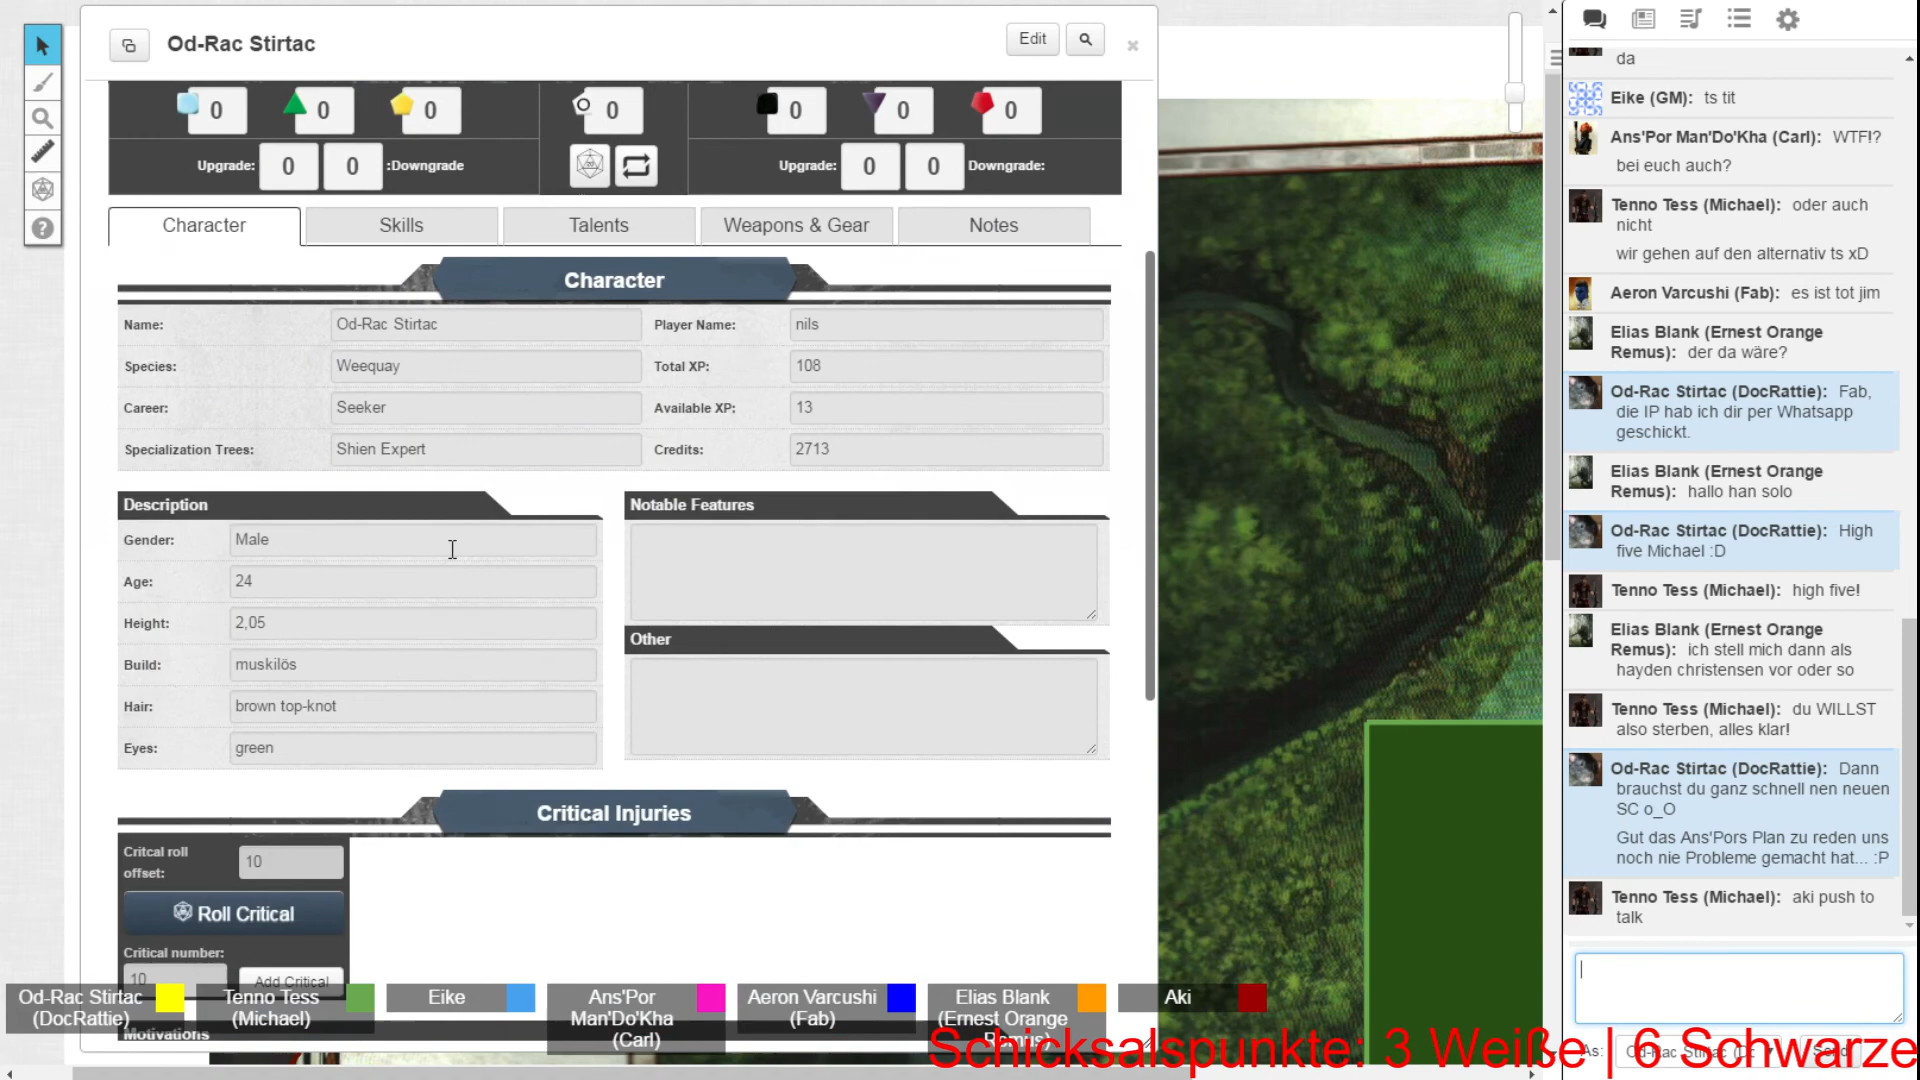 Od-Rac Stirtac
Edit
0
0
0
0
0
0
0
Upgrade:
0
0
:Downgrade
Upgrade:
0
0
Downgrade:
Character
Skills
Talents
Weapons & Gear
Notes
Character
Name:
Od-Rac Stirtac
Player Name:
nils
Species:
Weequay
Total XP:
108
Career:
Seeker
Available XP:
13
Specialization Trees:
Shien Expert
Credits:
2713
Description
Gender:
Male
Age:
24
Height:
2,05
Build:
muskilös
Hair:
brown top-knot
Eyes:
green
Notable Features
Other
Critical Injuries
Critcal roll
offset:
10
Roll Critical
Critical number:
10
Add Critical
Motivations
Od-Rac Stirtac
(DocRattie)
Tenno Tess
(Michael)
Eike
Ans'Por
Man'Do'Kha
(Carl)
Aeron Varcushi
(Fab)
Elias Blank
(Ernest Orange
Remus)
Aki
Schicksalspunkte: 3 Weiße | 6 Schwarze
da
Eike (GM): ts tit
Ans'Por Man'Do'Kha (Carl): WTF!?
bei euch auch?
Tenno Tess (Michael): oder auch
nicht
wir gehen auf den alternativ ts xD
Aeron Varcushi (Fab): es ist tot jim
Elias Blank (Ernest Orange
Remus): der da wäre?
Od-Rac Stirtac (DocRattie): Fab,
die IP hab ich dir per Whatsapp
geschickt.
Elias Blank (Ernest Orange
Remus): hallo han solo
Od-Rac Stirtac (DocRattie): High
five Michael :D
Tenno Tess (Michael): high five!
Elias Blank (Ernest Orange
Remus): ich stell mich dann als
hayden christensen vor oder so
Tenno Tess (Michael): du WILLST
also sterben, alles klar!
Od-Rac Stirtac (DocRattie): Dann
brauchst du ganz schnell nen neuen
SC o_O
Gut das Ans'Pors Plan zu reden uns
noch nie Probleme gemacht hat... :P
Tenno Tess (Michael): aki push to
talk
As:
Od-Rac Stirtac
Send